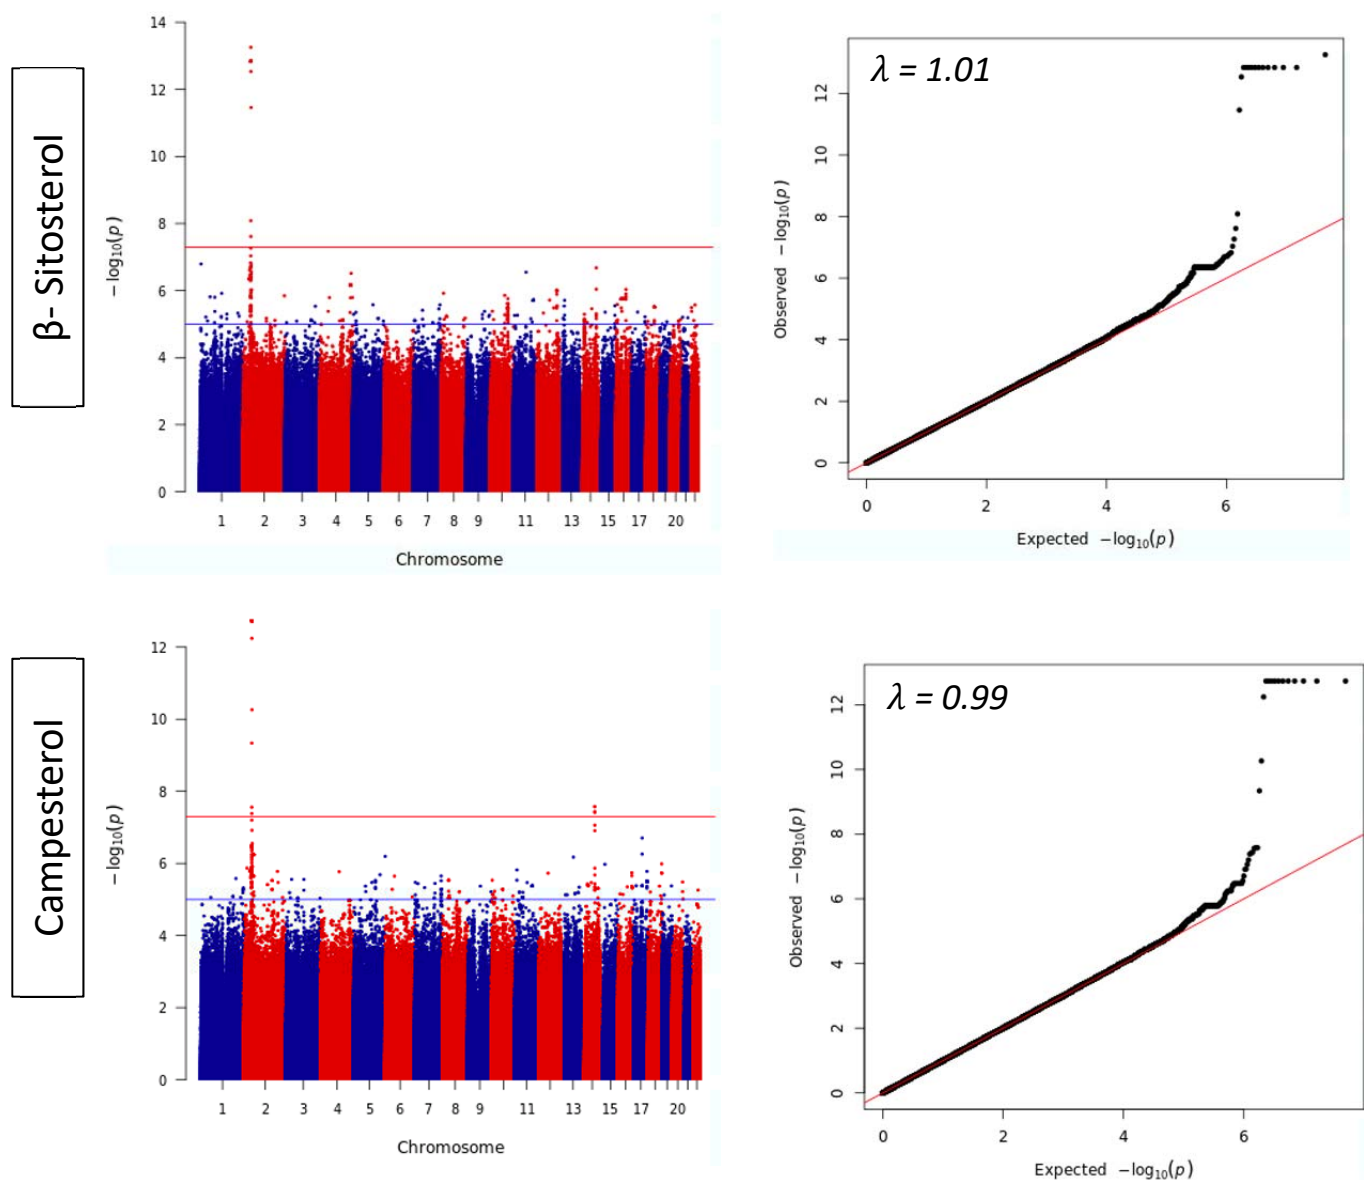 β- Sitosterol
14
12
10
8
6
4
2
0
−log10(p)
1 2 3 4 5 6 7 8 9 11 13 15 17 20
Chromosome
λ = 1.01
12
10
8
6
4
2
0
Observed −log10(p)
0 2 4 6
Expected −log10(p)
Campesterol
12
10
8
6
4
2
0
−log10(p)
1 2 3 4 5 6 7 8 9 11 13 15 17 20
Chromosome
λ = 0.99
12
10
8
6
4
2
0
Observed −log10(p)
0 2 4 6
Expected −log10(p)